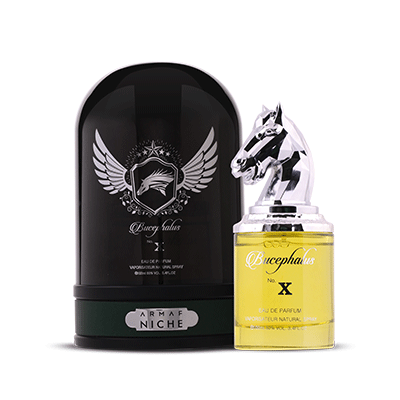 Bucephalus
No.
X
EAU DE PARFUM
VAPORISATEUR NATURAL SPRAY
ARMAF
NICHE
Bucephalus
No. X
EAU DE PARFUM
VAPORISATEUR NATURAL SPRAY